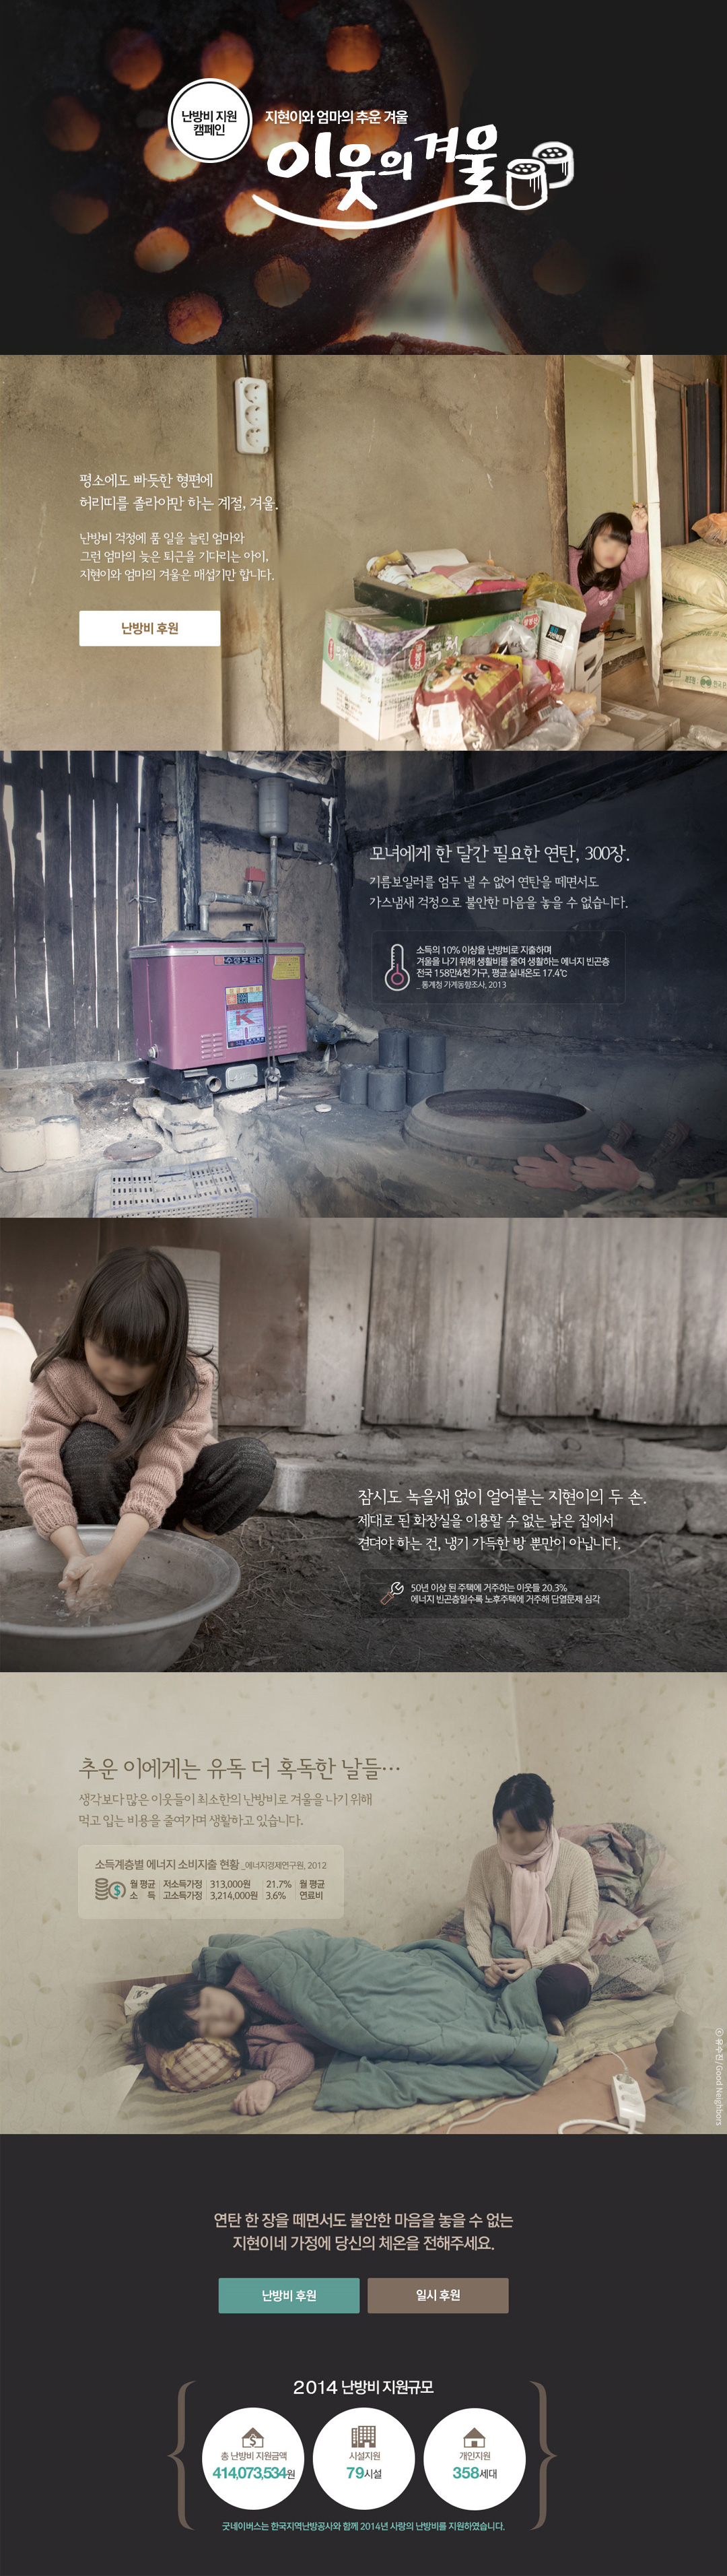 난방비 지원
캠페인
지현이와 엄마의 추운 겨울
이웃의 겨울
평소에도 빠듯한 형편에
허리띠를 졸라야만 하는 계절, 겨울.
난방비 걱정에 품 일을 늘린 엄마와
그런 엄마의 늦은 퇴근을 기다리는 아이,
지현이와 엄마의 겨울은 매섭기만 합니다.
난방비 후원
모녀에게 한 달간 필요한 연탄, 300장.
기름보일러를 엄두 낼 수 없어 연탄을 떼면서도
가스냄새 걱정으로 불안한 마음을 놓을 수 없습니다.
소득의 10% 이상을 난방비로 지출하며
겨울을 나기 위해 생활비를 줄여 생활하는 에너지 빈곤층
전국 158만4천 가구, 평균 실내온도 17.4℃
_ 통계청 가계동향조사, 2013
잠시도 녹을새 없이 얼어붙는 지현이의 두 손.
제대로 된 화장실을 이용할 수 없는 낡은 집에서
견뎌야 하는 건, 냉기 가득한 방 뿐만이 아닙니다.
50년 이상 된 주택에 거주하는 이웃들 20.3%
에너지 빈곤층일수록 노후주택에 거주해 단열문제 심각
추운 이에게는 유독 더 혹독한 날들…
생각보다 많은 이웃들이 최소한의 난방비로 겨울을 나기 위해
먹고 입는 비용을 줄여가며 생활하고 있습니다.
소득계층별 에너지 소비지출 현황 _에너지경제연구원, 2012
월 평균 저소득가정 313,000원 21.7% 월 평균
소 득 고소득가정 3,214,000원 3.6% 연료비
ⓒ 유수진/ Good Neighbors
연탄 한 장을 떼면서도 불안한 마음을 놓을 수 없는
지현이네 가정에 당신의 체온을 전해주세요.
난방비 후원 일시 후원
2014 난방비 지원규모
총 난방비 지원금액 시설지원 개인지원
414,073,534원 79시설 358세대
굿네이버스는 한국지역난방공사와 함께 2014년 사랑의 난방비를 지원하였습니다.